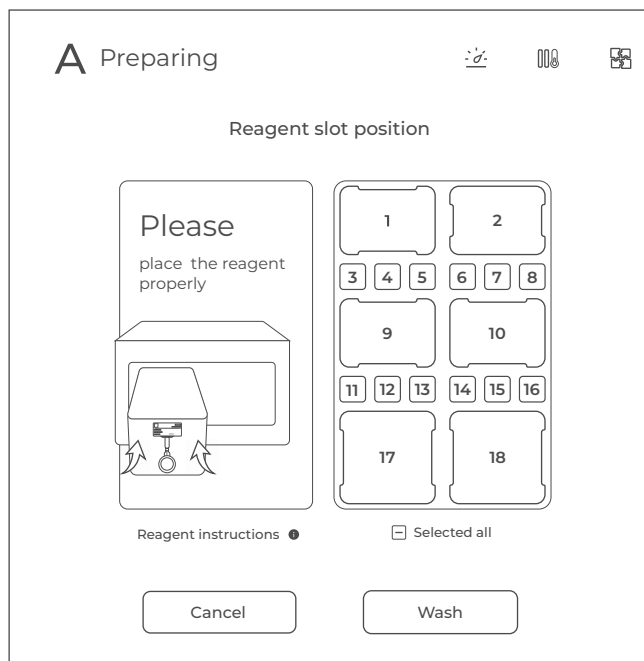 A Preparing
Reagent slot position
Please
place the reagent
properly
1 2
3 4 5 6 7 8
9 10
11 12 13 14 15 16
17 18
Reagent instructions
Selected all
Cancel Wash